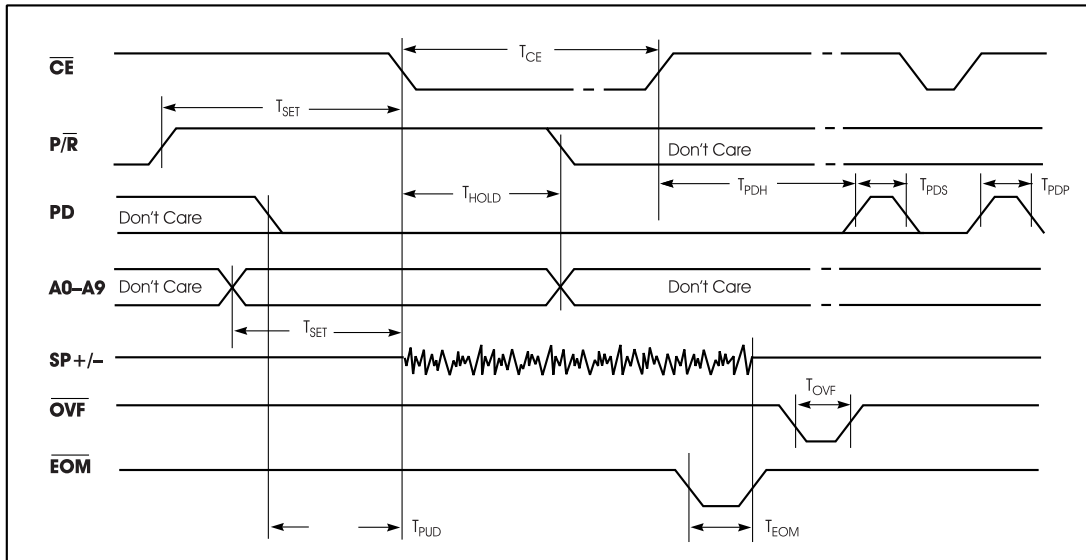 CE
T_CE
T_SET
P/R
Don't Care
T_HOLD
T_PDH
T_PDS
T_PDP
PD
Don't Care
A0–A9
Don't Care
Don't Care
T_SET
SP+/–
OVF
T_OVF
EOM
T_PUD
T_EOM